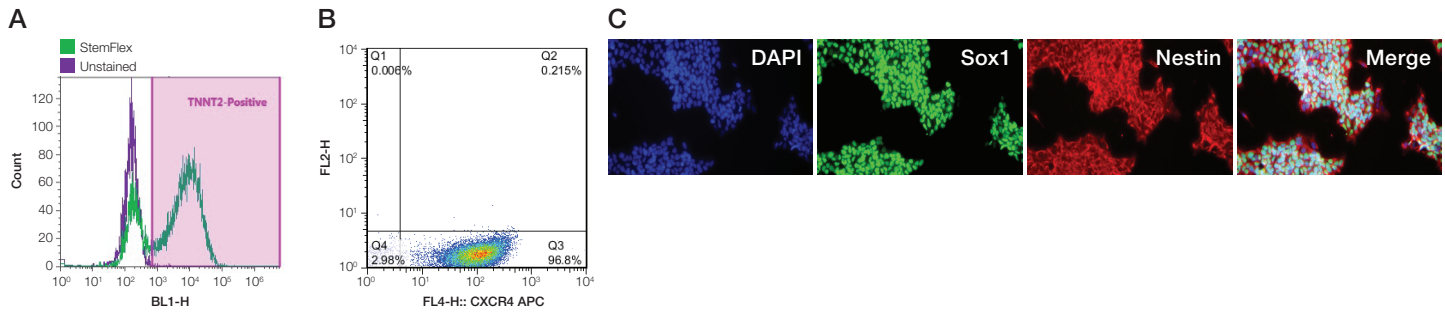 A
StemFlex
Unstained
TNNT2-Positive
120
100
80
60
40
20
0
Count
10⁰ 10¹ 10² 10³ 10⁴ 10⁵ 10⁶
BL1-H
B
10⁴
10³
10²
10¹
10⁰
FL2-H
Q1
0.006%
Q2
0.215%
Q4
2.98%
Q3
96.8%
10⁰ 10¹ 10² 10³ 10⁴
FL4-H:: CXCR4 APC
C
DAPI
Sox1
Nestin
Merge